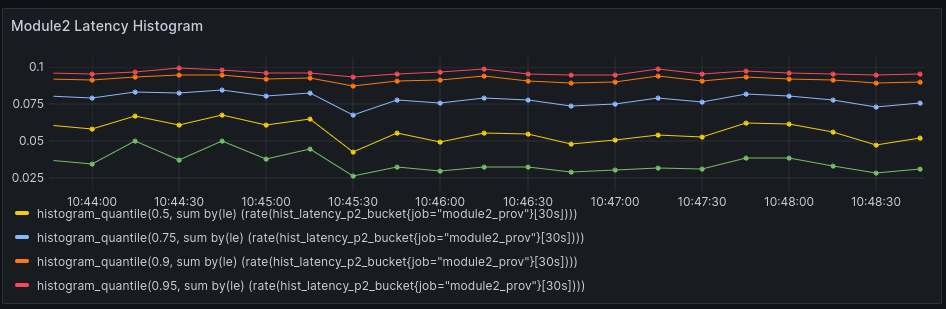 Module2 Latency Histogram
0.1
0.075
0.05
0.025
10:44:00 10:44:30 10:45:00 10:45:30 10:46:00 10:46:30 10:47:00 10:47:30 10:48:00 10:48:30
histogram_quantile(0.5, sum by(le) (rate(hist_latency_p2_bucket{job="module2_prov"}[30s])))
histogram_quantile(0.75, sum by(le) (rate(hist_latency_p2_bucket{job="module2_prov"}[30s])))
histogram_quantile(0.9, sum by(le) (rate(hist_latency_p2_bucket{job="module2_prov"}[30s])))
histogram_quantile(0.95, sum by(le) (rate(hist_latency_p2_bucket{job="module2_prov"}[30s])))